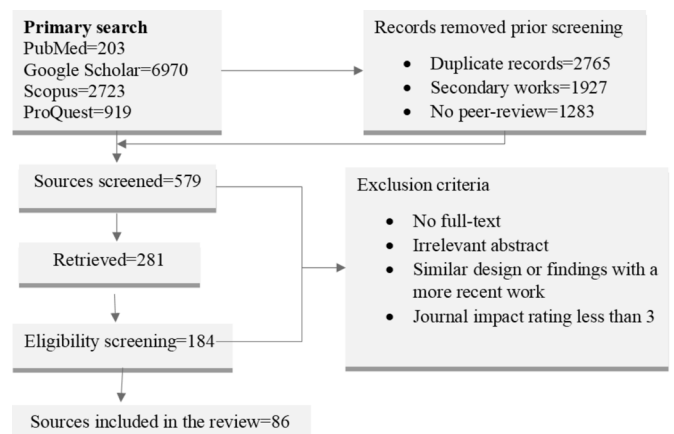 Primary search
PubMed=203
Google Scholar=6970
Scopus=2723
ProQuest=919
Records removed prior screening
• Duplicate records=2765
• Secondary works=1927
• No peer-review=1283
Sources screened=579
Exclusion criteria
• No full-text
• Irrelevant abstract
• Similar design or findings with a
more recent work
• Journal impact rating less than 3
Retrieved=281
Eligibility screening=184
Sources included in the review=86